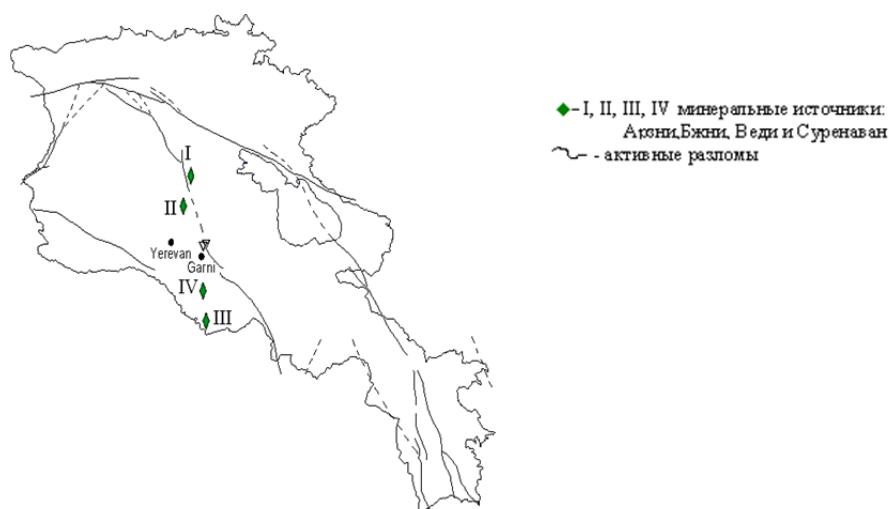 ◆- I, II, III, IV минеральные источники:
Арзни,Бжни, Веди и Суренаван
- активные разломы
I
II
Yerevan
Garni
IV
III